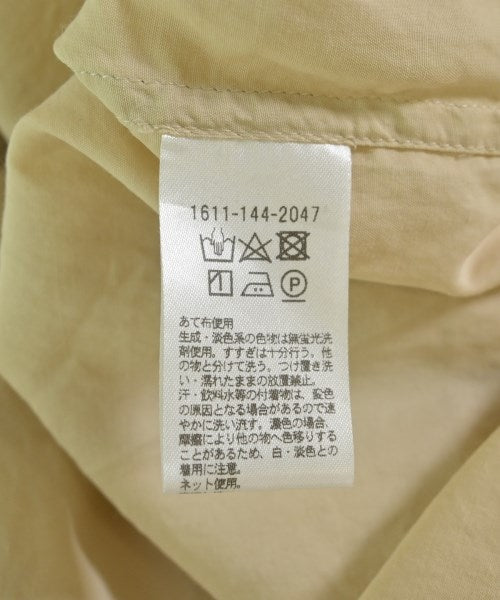 1611-144-2047
あて布使用
生成・淡色系の色物は無蛍光洗
剤使用。すすぎは十分行う。他
の物と分けて洗う。つけ置き洗
い・濡れたままの放置禁止。
汗・飲料水等の付着物は、変色
の原因となる場合があるので速
やかに洗い流す。濃色の場合、
摩擦により他の物へ色移りする
ことがあるため、白・淡色との
着用に注意。
ネット使用。